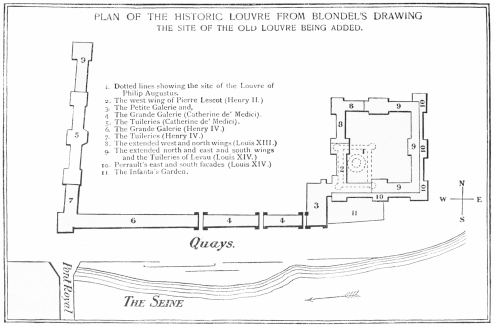 PLAN OF THE HISTORIC LOUVRE FROM BLONDEL'S DRAWING
THE SITE OF THE OLD LOUVRE BEING ADDED.
1. Dotted lines showing the site of the Louvre of
Philip Augustus.
2. The west wing of Pierre Lescot (Henry II.)
3. The Petite Galerie and,
4 The Grande Galerie (Catherine de' Medici).
5. The Tuileries (Catherine de' Medici).
6. The Grande Galerie (Henry IV.)
7. The Tuileries (Henry IV.)
8. The extended west and north wings (Louis XIII.)
9. The extended north and east and south wings
and the Tuileries of Levau (Louis XIV.)
10. Perrault's east and south facades (Louis XIV.)
11. The Infanta's Garden.
9
5
7
6
4
4
3
11
6
9
10
8
9
10
10
2
1
9
10
N
W
E
S
Quays.
Pont Royal
THE SEINE